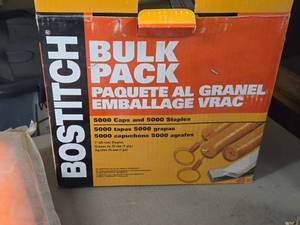 BOSTITCH
BULK
PACK
PAQUETE AL GRANEL
EMBALLAGE VRAC
5000 Caps and 5000 Staples
5000 tapas 5000 grapas
5000 capuchons 5000 agrafes